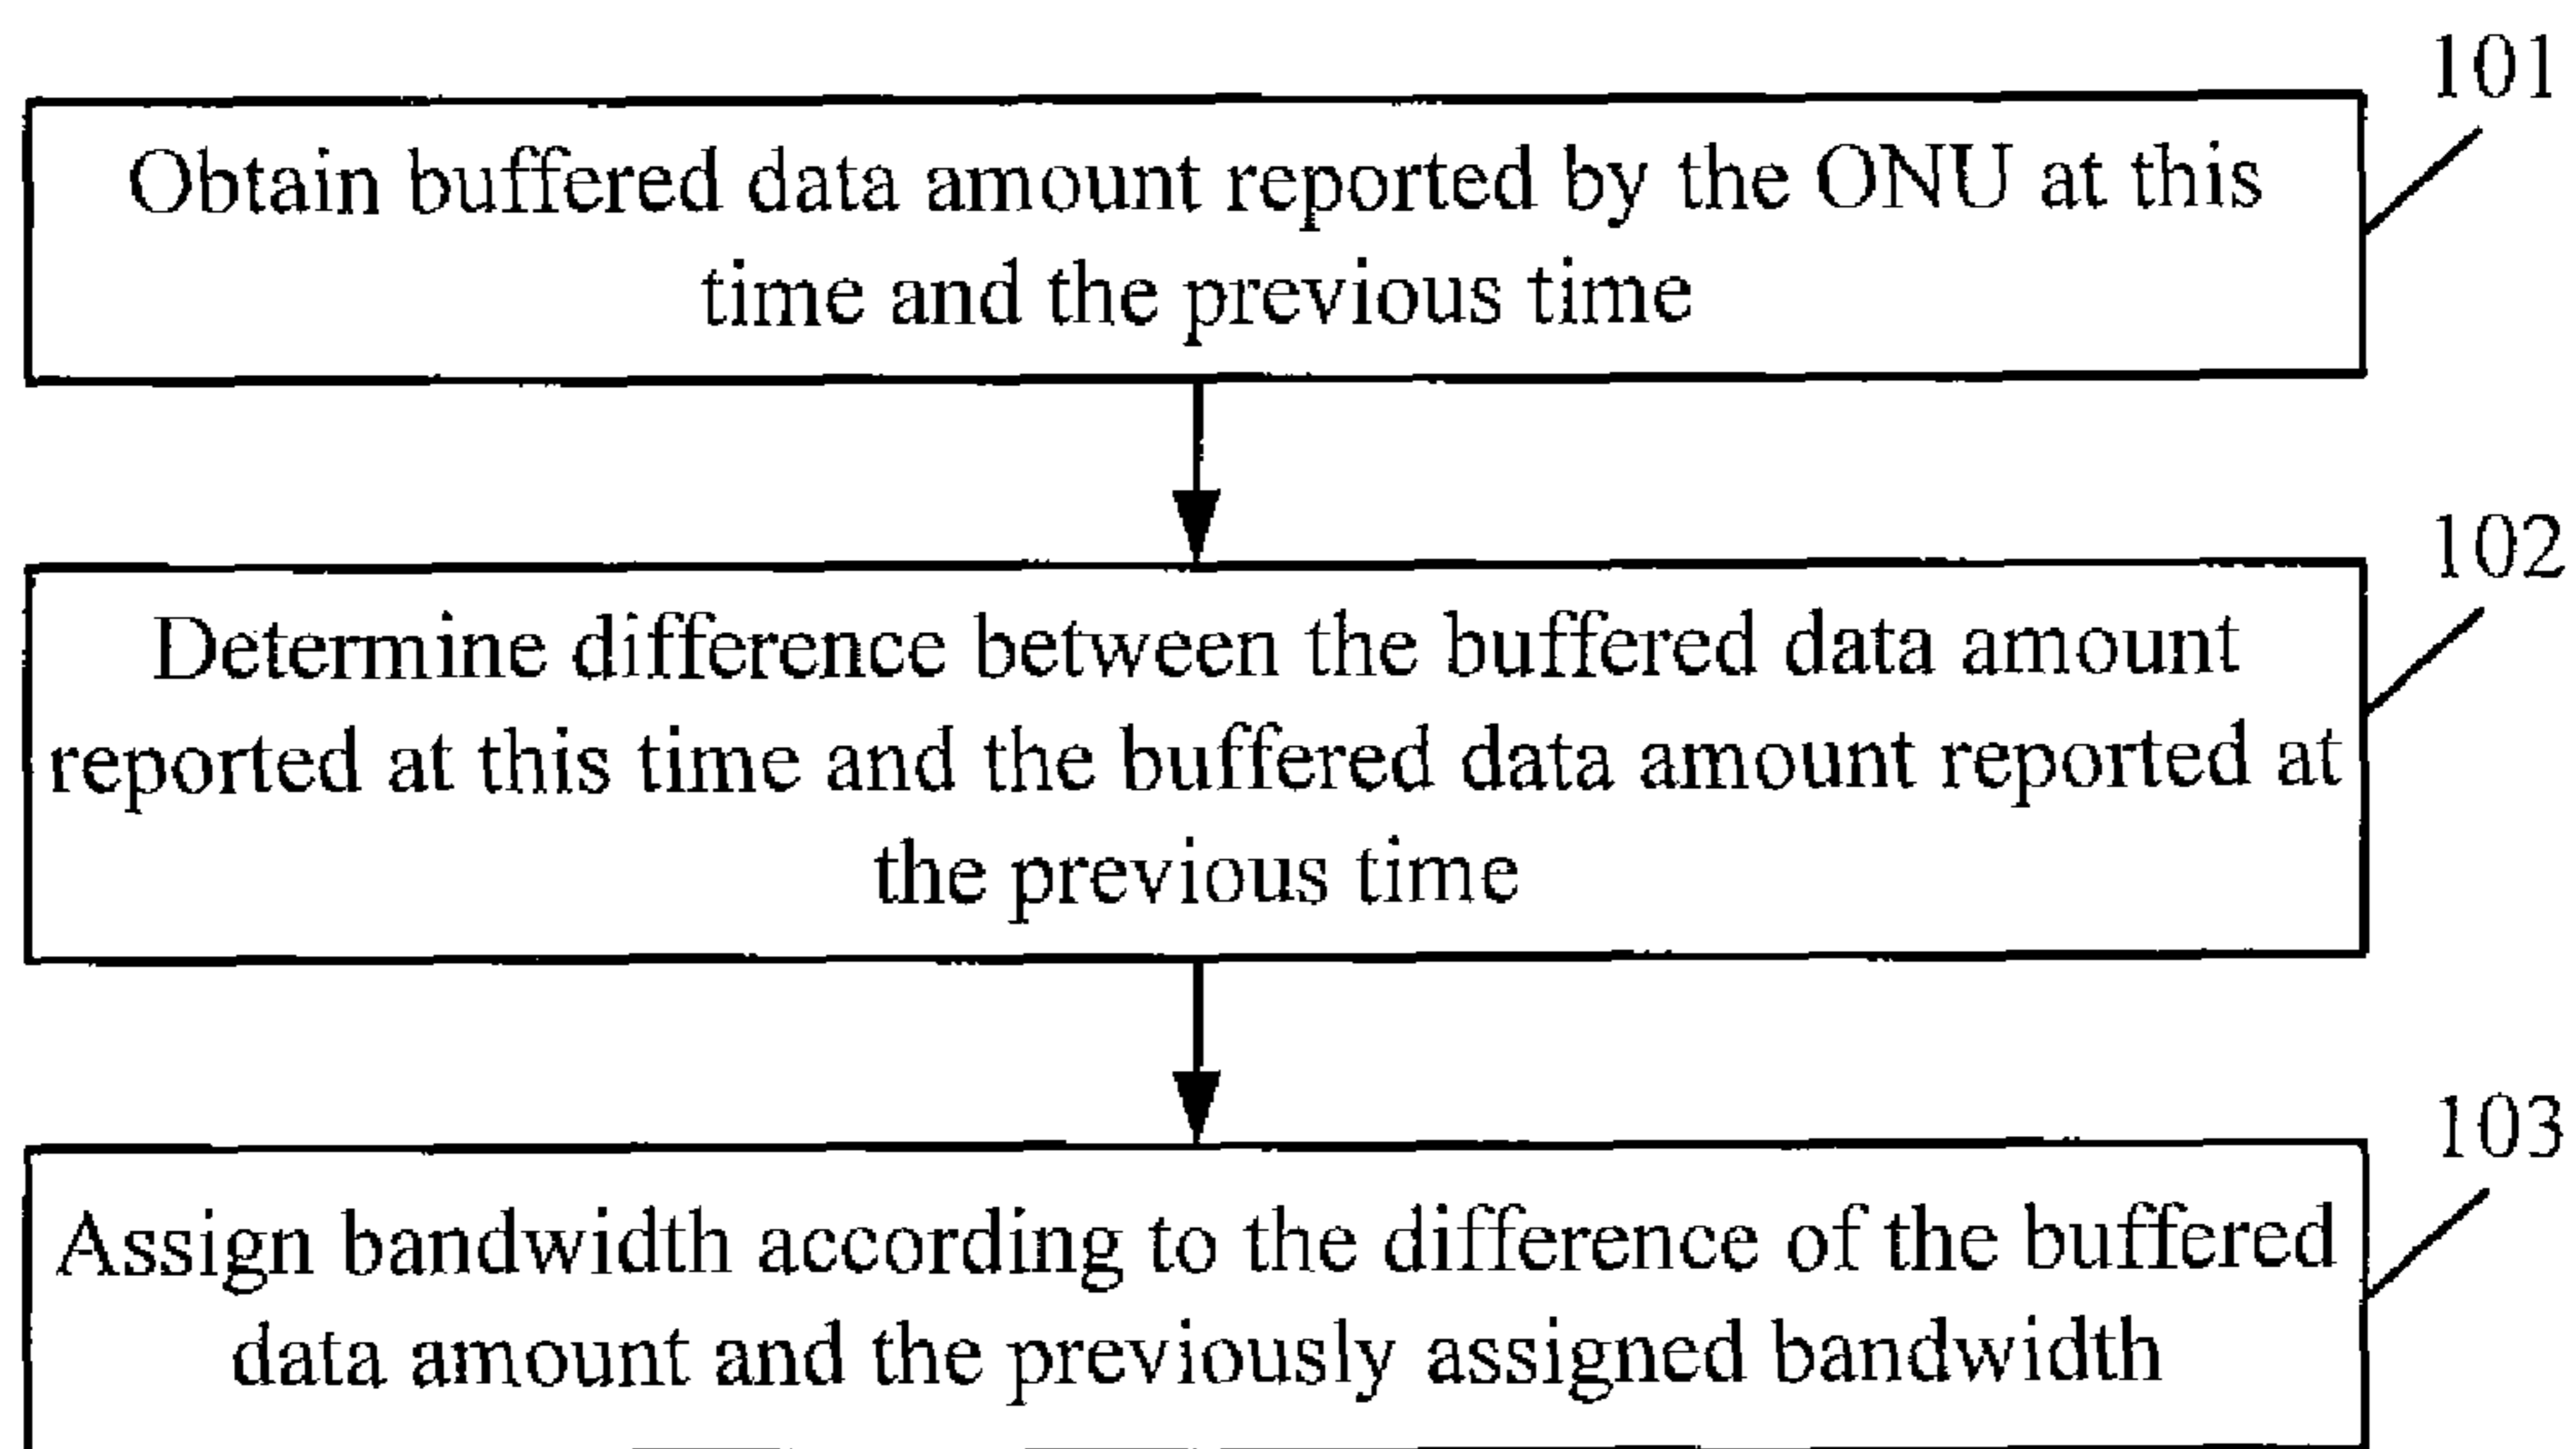 101
Obtain buffered data amount reported by the ONU at this
time and the previous time
102
Determine difference between the buffered data amount
reported at this time and the buffered data amount reported at
the previous time
103
Assign bandwidth according to the difference of the buffered
data amount and the previously assigned bandwidth